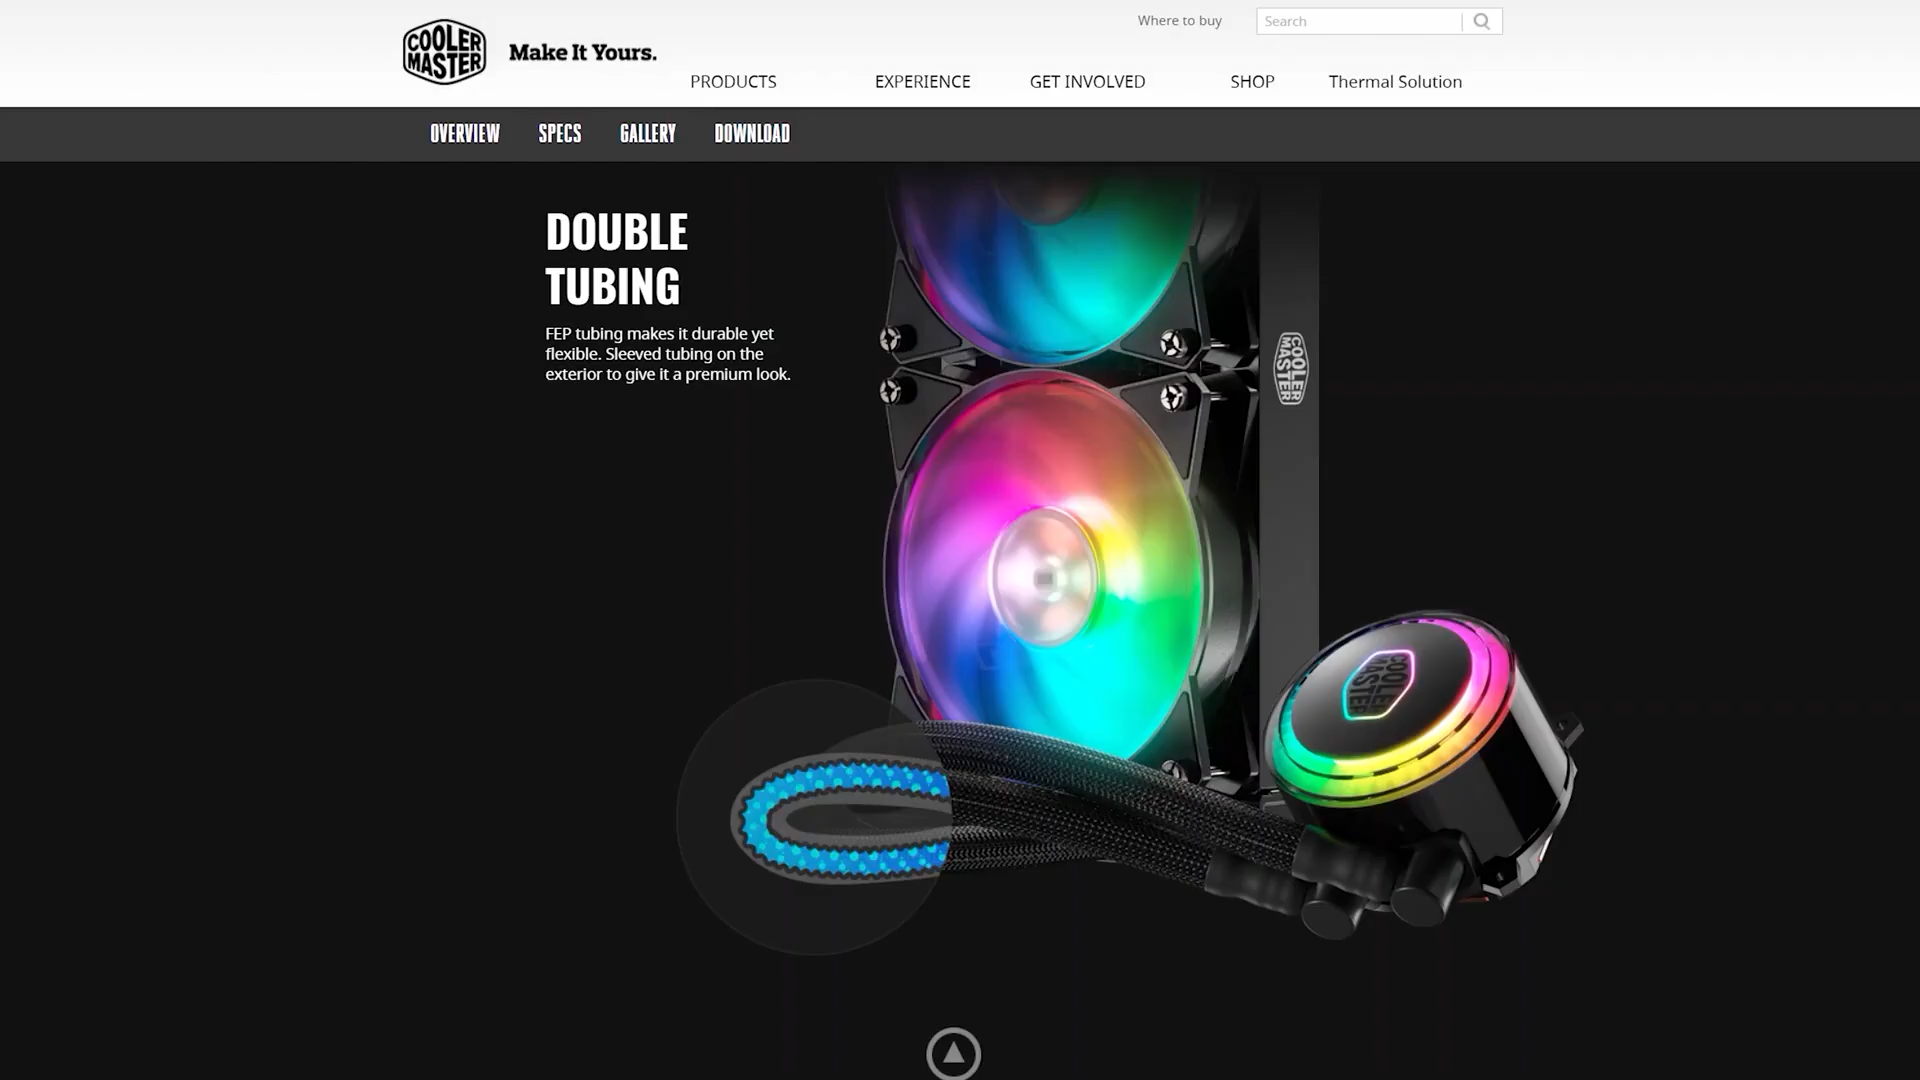 COOLER
MASTER
Make It Yours.
Where to buy
Search
PRODUCTS
EXPERIENCE
GET INVOLVED
SHOP
Thermal Solution
OVERVIEW
SPECS
GALLERY
DOWNLOAD
DOUBLE
TUBING
FEP tubing makes it durable yet
flexible. Sleeved tubing on the
exterior to give it a premium look.
COOLER
MASTER
COOLER
MASTER